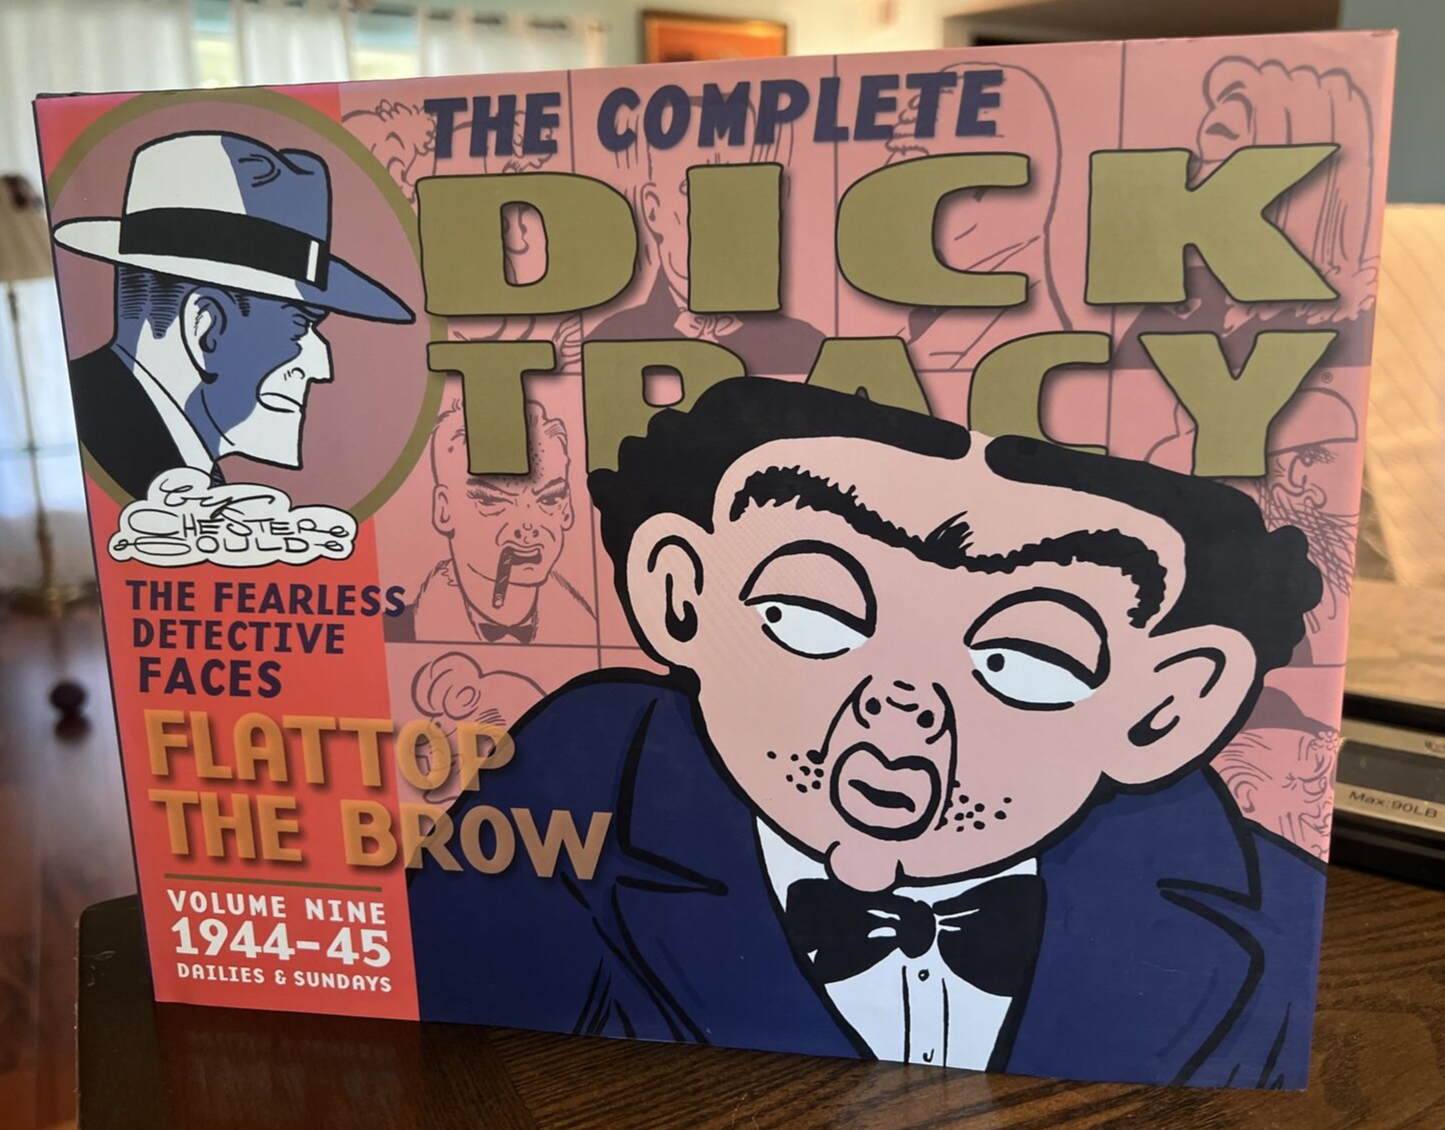 THE COMPLETE
DICK
TRACY
®
by
CHESTER
GOULD
THE FEARLESS
DETECTIVE
FACES
FLATTOP
THE BROW
VOLUME NINE
1944-45
DAILIES & SUNDAYS
Max:90LB